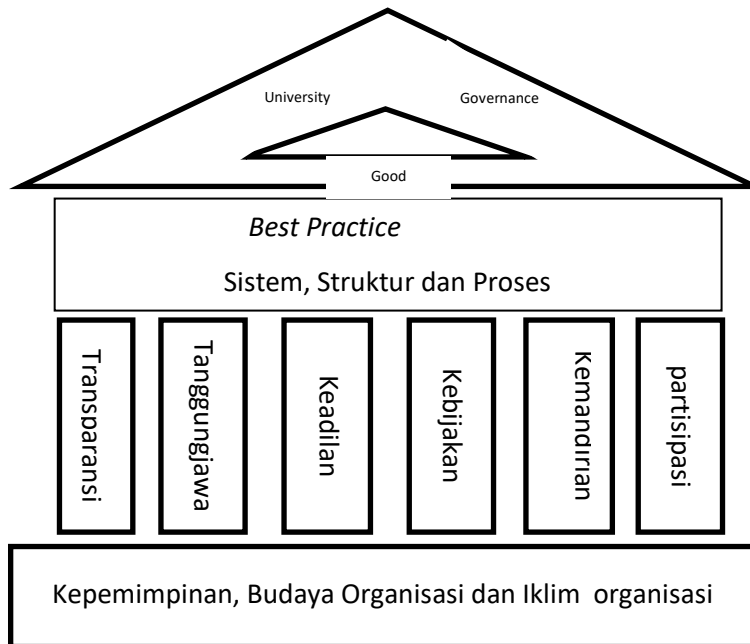 University
Governance
Good
Best Practice
Sistem, Struktur dan Proses
Transparansi
Tanggungjawa
Keadilan
Kebijakan
Kemandirian
partisipasi
Kepemimpinan, Budaya Organisasi dan Iklim organisasi